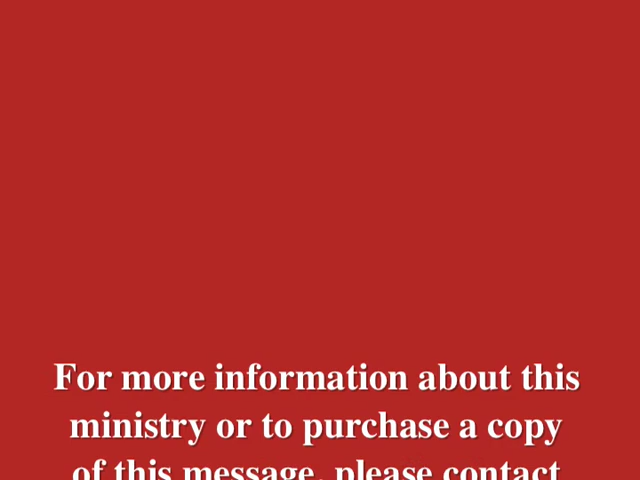 For more information about this
ministry or to purchase a copy
of this message, please contact